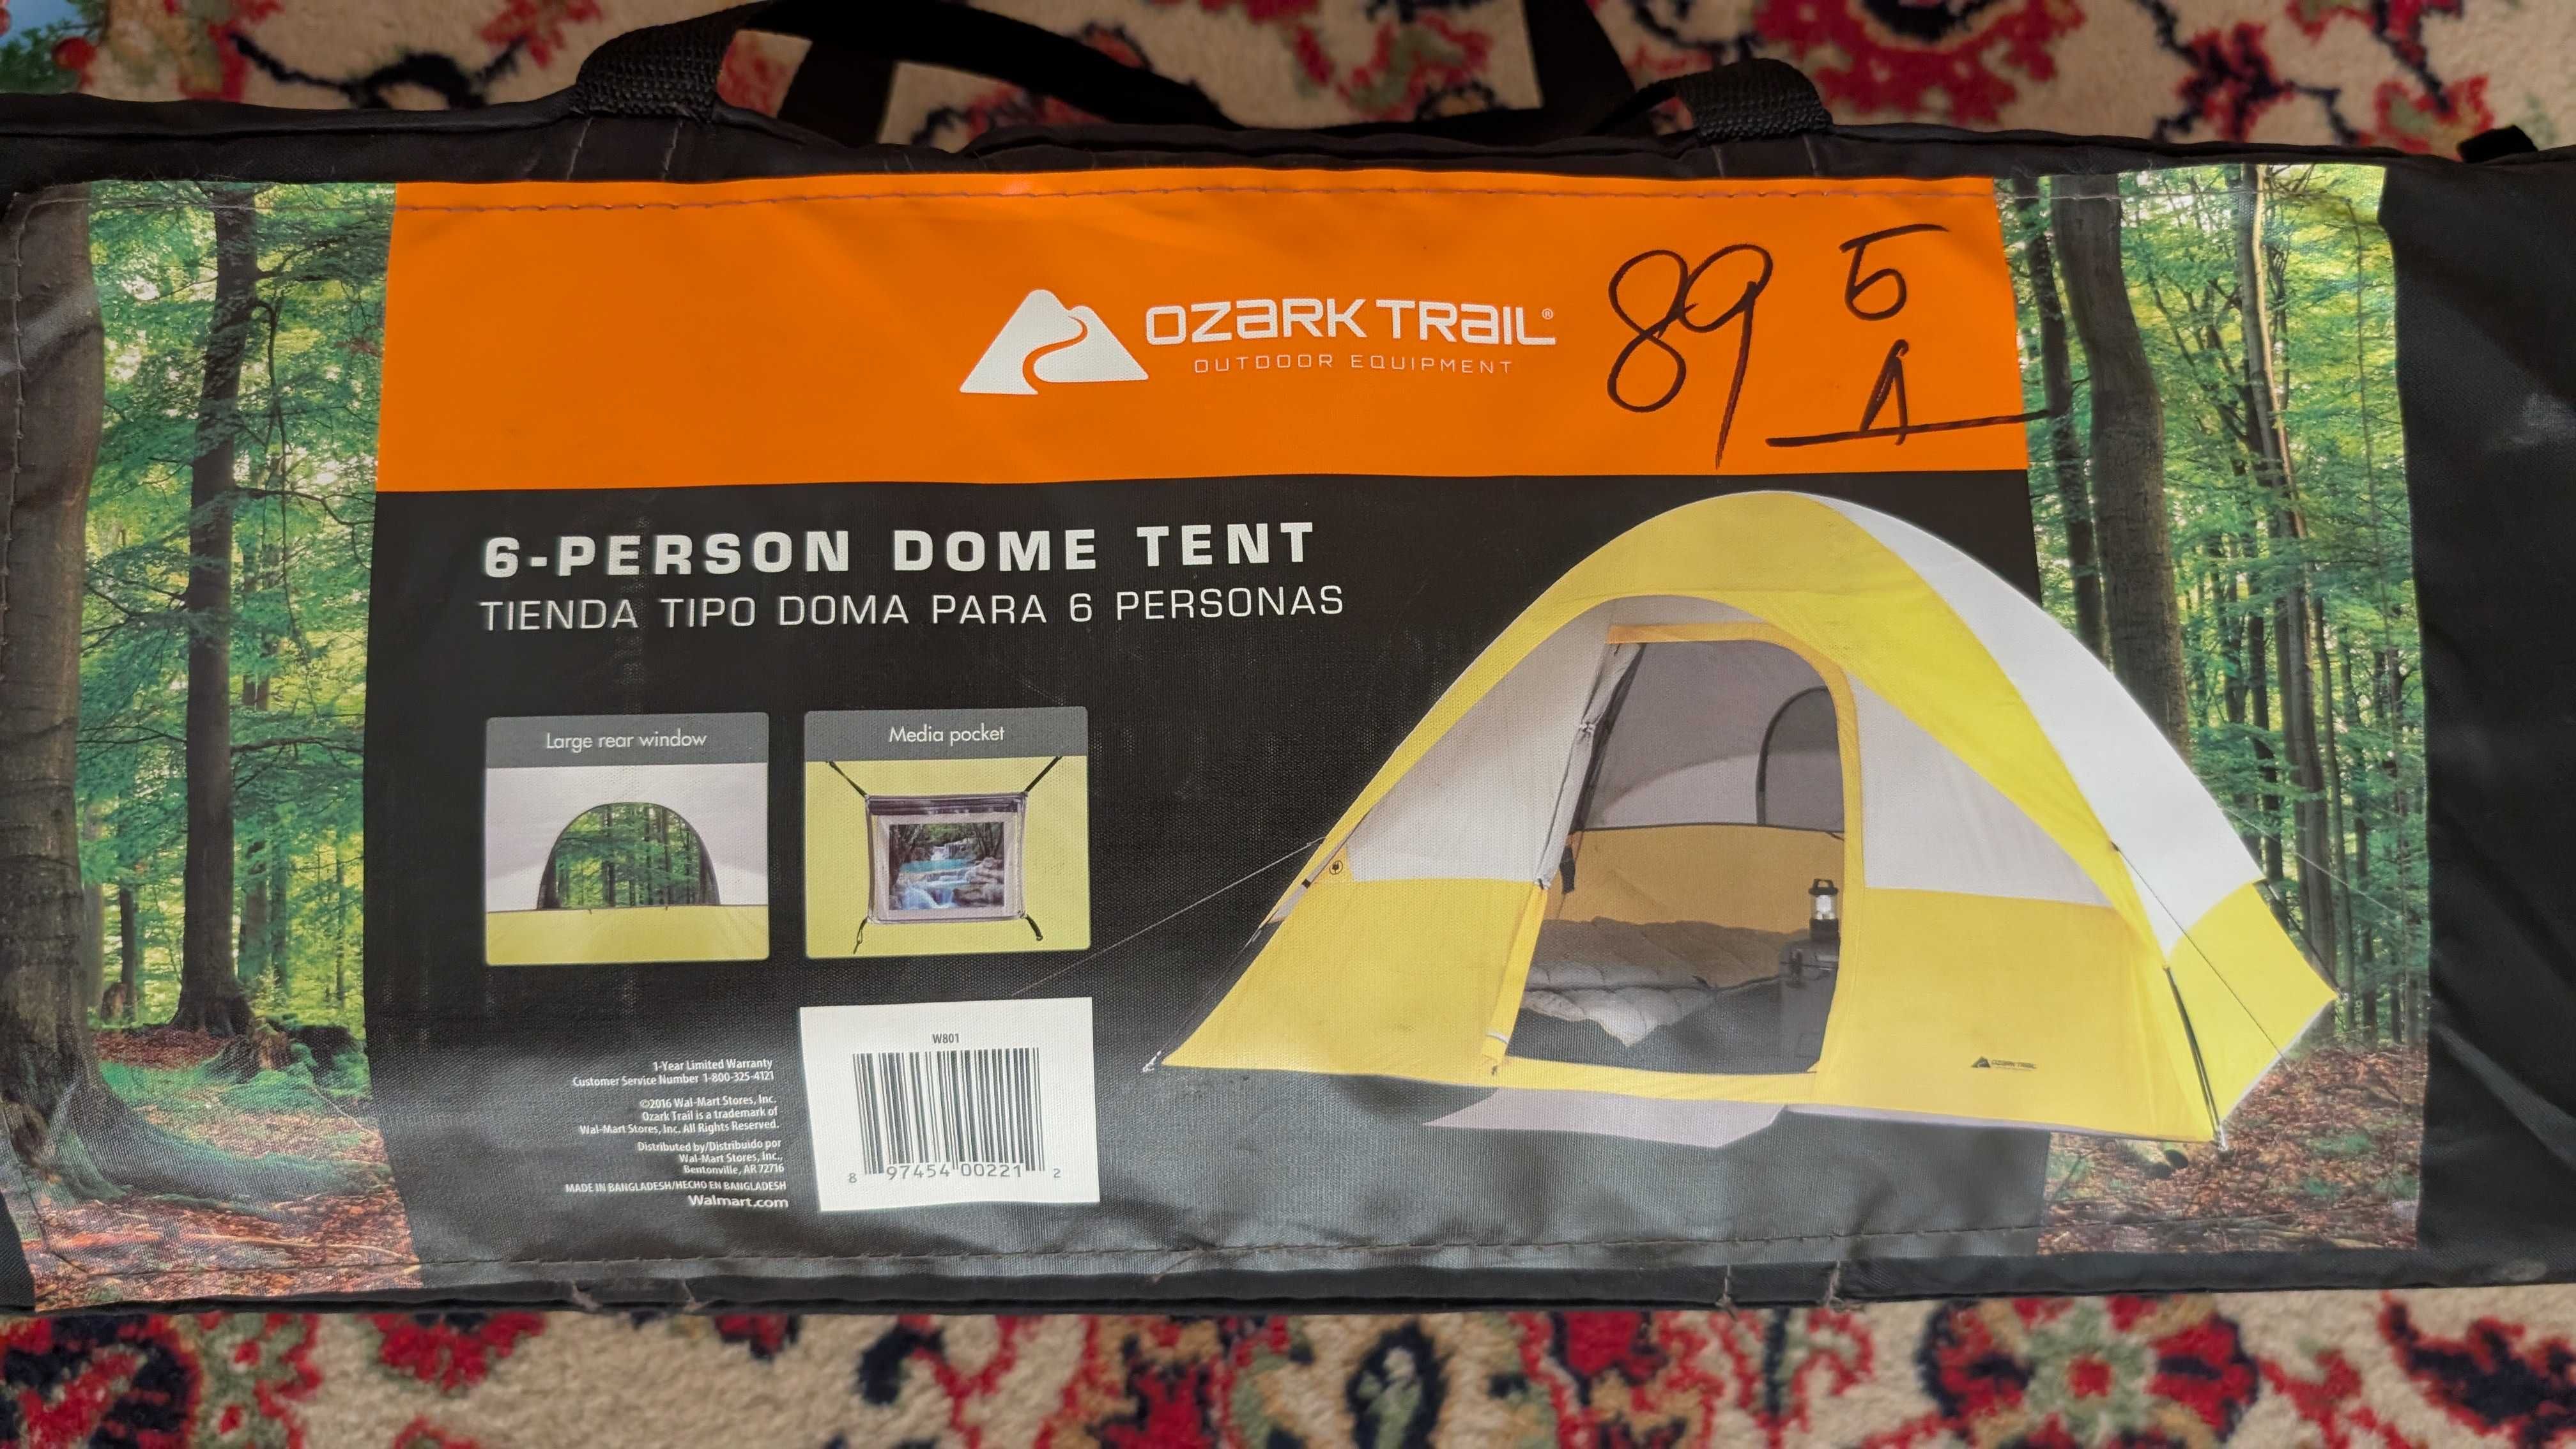 OZARK TRAIL®
OUTDOOR EQUIPMENT
89 5
1
6-PERSON DOME TENT
TIENDA TIPO DOMA PARA 6 PERSONAS
Large rear window
Media pocket
1-Year Limited Warranty
Customer Service Number 1-800-325-4121
©2016 Wal-Mart Stores, Inc.
Ozark Trail is a trademark of
Wal-Mart Stores, Inc. All Rights Reserved.
Distributed by/Distribuido por
Wal-Mart Stores, Inc.,
Bentonville, AR 72716
MADE IN BANGLADESH/HECHO EN BANGLADESH
Walmart.com
W801
8 97454 00221 2
OZARK TRAIL